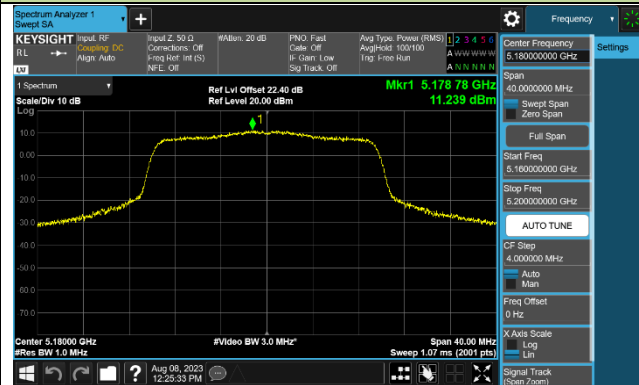 Spectrum Analyzer 1
Swept SA
Frequency
KEYSIGHT
RL
Input: RF
Coupling: DC
Align: Auto
Input Z: 50 Ω
Corrections: Off
Freq Ref: Int (S)
NFE: Off
#Atten: 20 dB
PNO: Fast
Gate: Off
IF Gain: Low
Sig Track: Off
Avg Type: Power (RMS)
Avg|Hold: 100/100
Trig: Free Run
1 2 3 4 5 6
A W W W W W
A N N N N N
1 Spectrum
Scale/Div 10 dB
Log
Ref Lvl Offset 22.40 dB
Ref Level 20.00 dBm
Mkr1 5.178 78 GHz
11.239 dBm
1
10.0
0.00
-10.0
-20.0
-30.0
-40.0
-50.0
-60.0
-70.0
Center 5.18000 GHz
#Res BW 1.0 MHz
#Video BW 3.0 MHz*
Span 40.00 MHz
Sweep 1.07 ms (2001 pts)
Aug 08, 2023
12:25:33 PM
Settings
Center Frequency
5.180000000 GHz
Span
40.0000000 MHz
Swept Span
Zero Span
Full Span
Start Freq
5.160000000 GHz
Stop Freq
5.200000000 GHz
AUTO TUNE
CF Step
4.000000 MHz
Auto
Man
Freq Offset
0 Hz
X Axis Scale
Log
Lin
Signal Track
(Span Zoom)